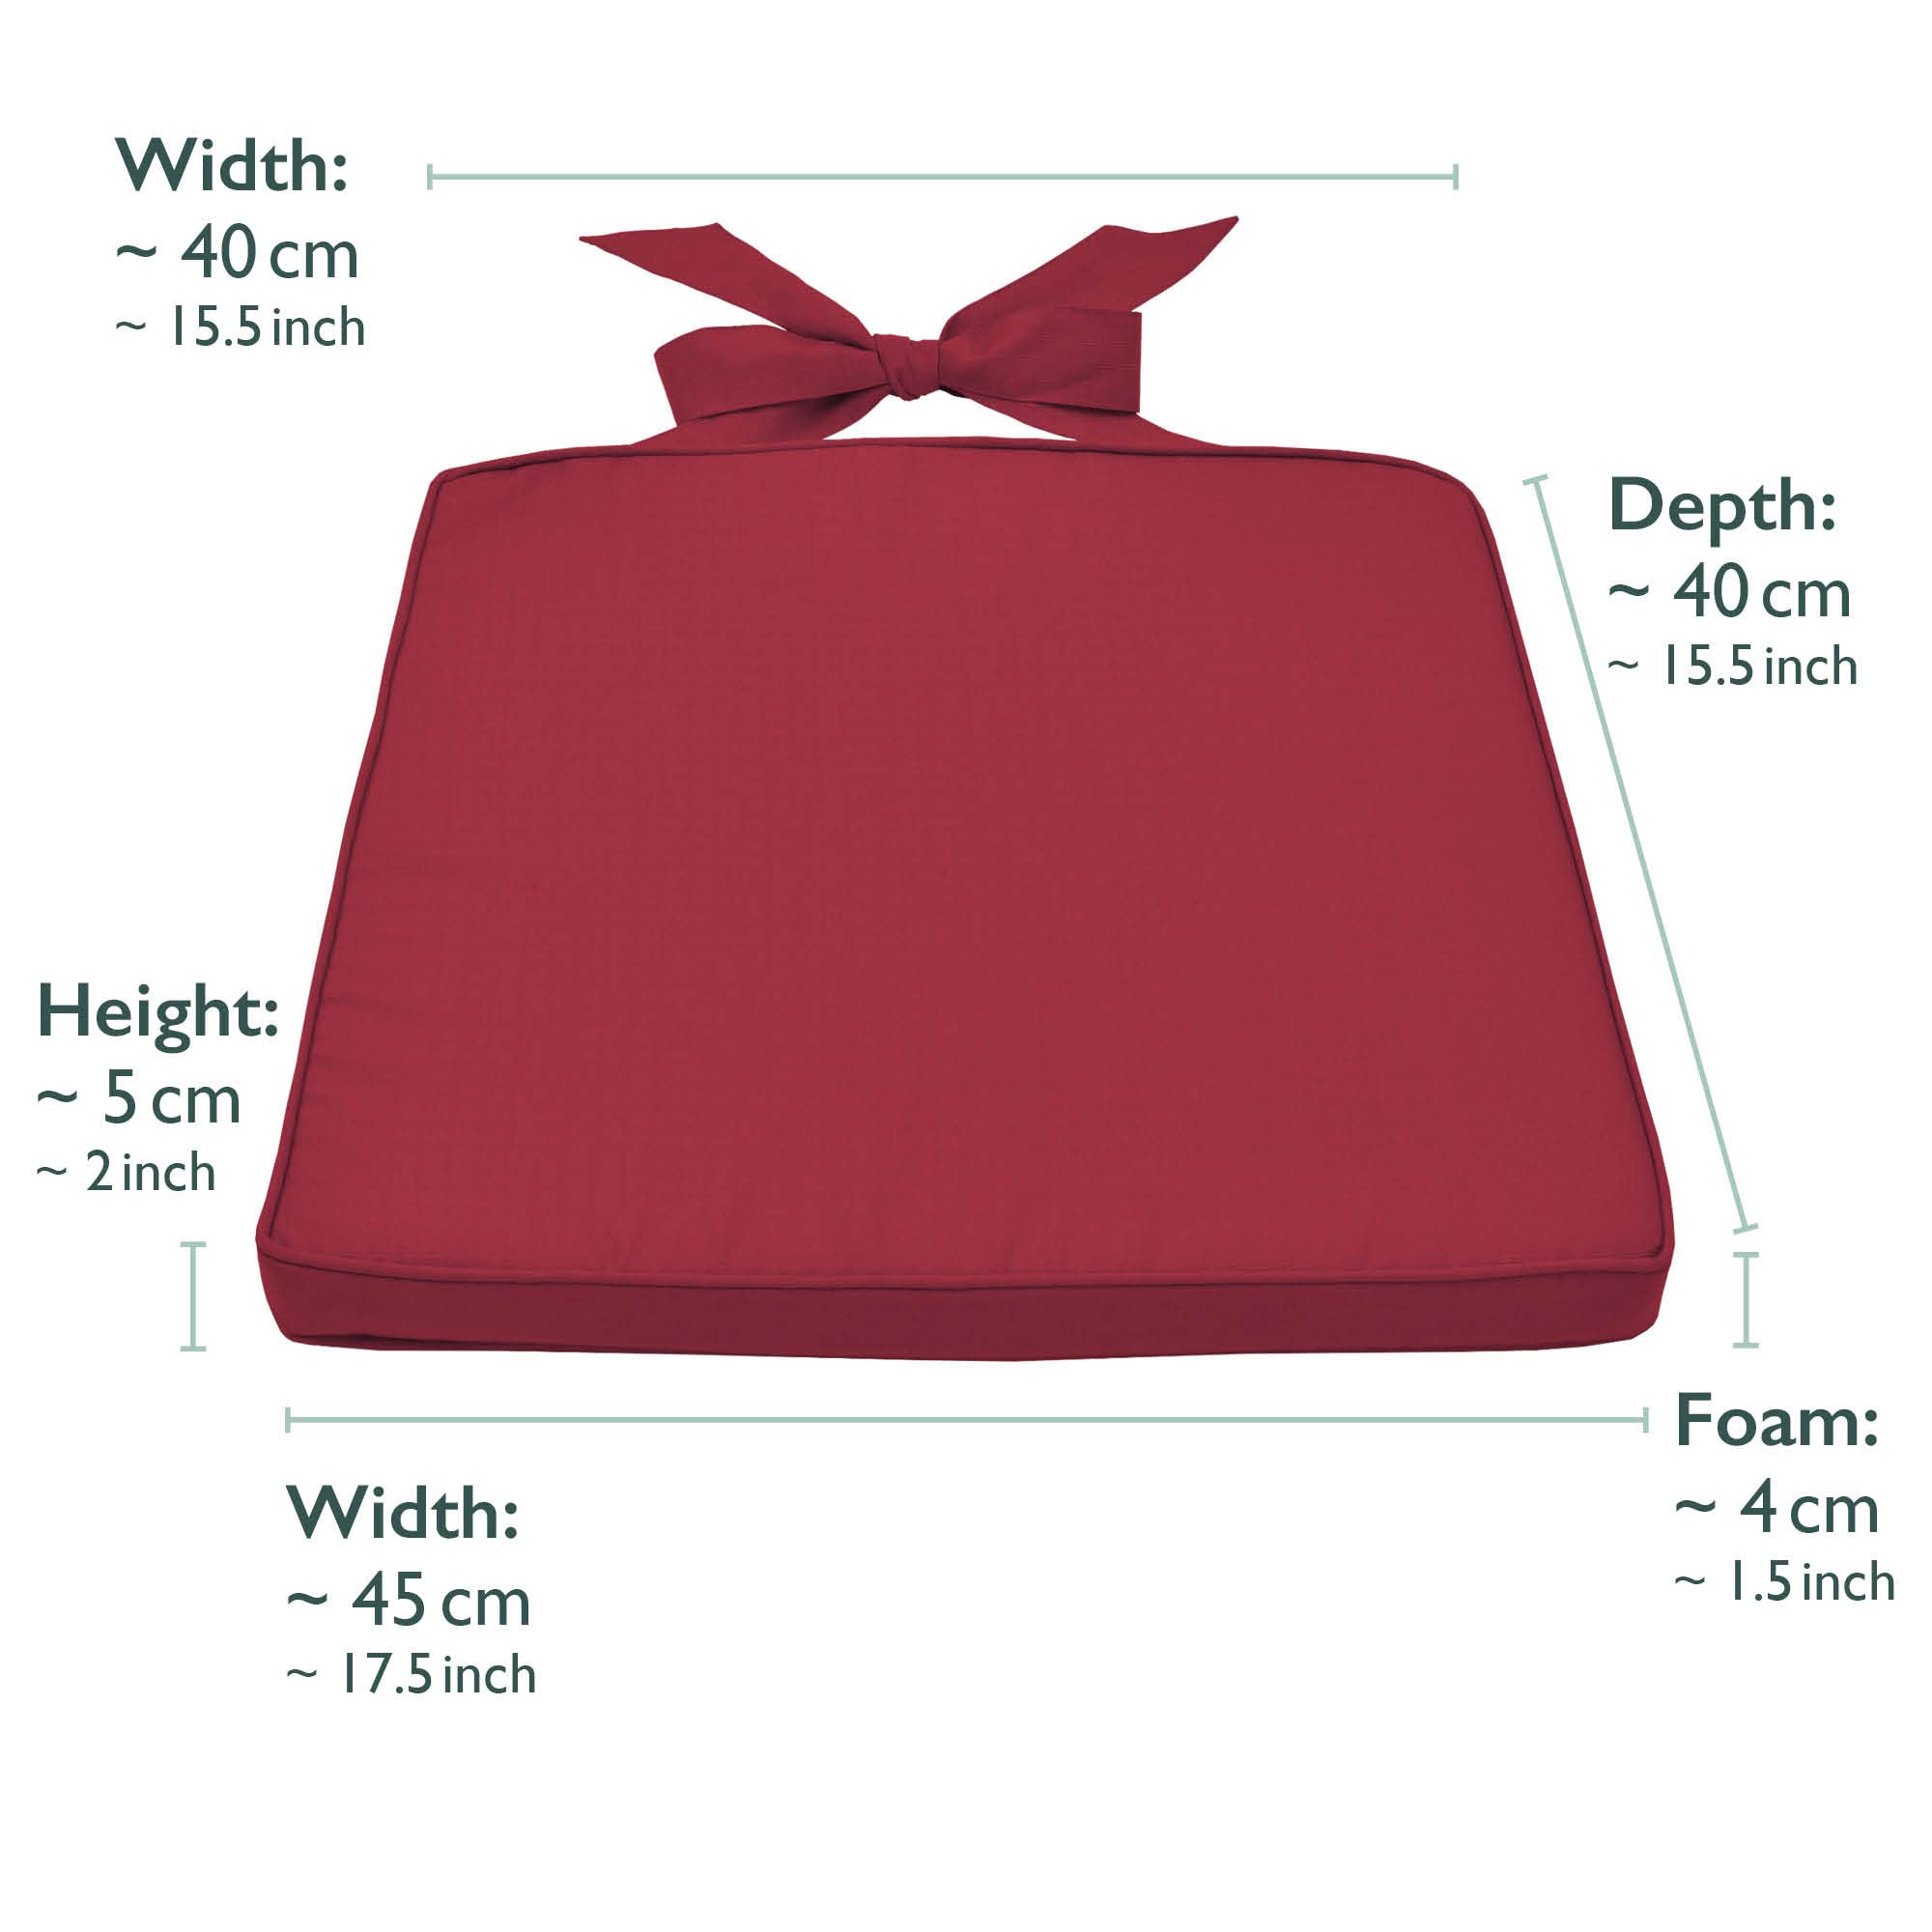 Width:
~ 40 cm
~ 15.5 inch
Depth:
~ 40 cm
~ 15.5 inch
Height:
~ 5 cm
~ 2 inch
Foam:
~ 4 cm
~ 1.5 inch
Width:
~ 45 cm
~ 17.5 inch